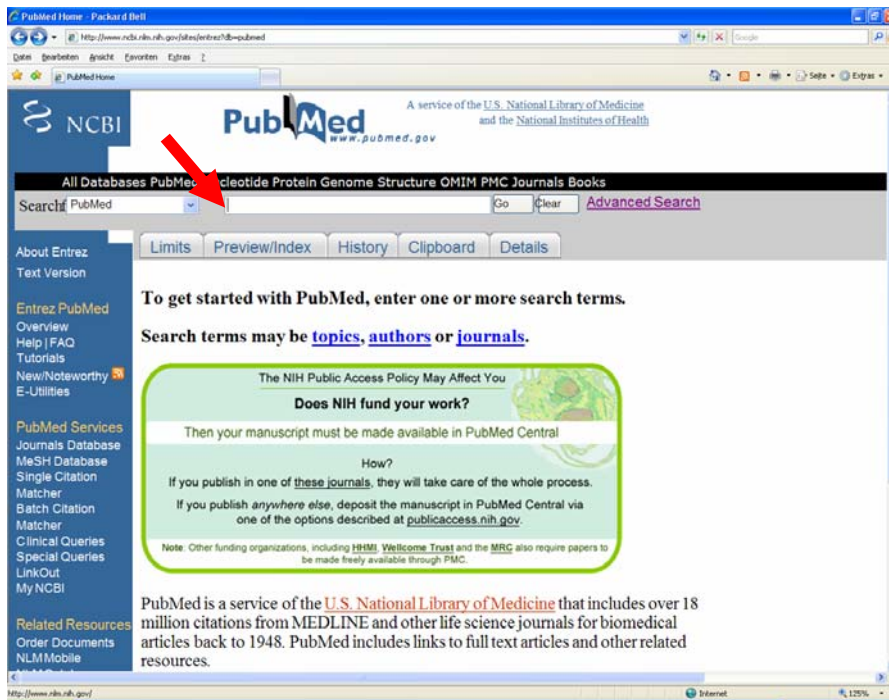 PubMed Home - Packard Bell
http://www.ncbi.nlm.nih.gov/sites/entrez?db=pubmed
Google
Datei Bearbeiten Ansicht Favoriten Extras ?
PubMed Home
Seite Extras
NCBI
PubMed
www.pubmed.gov
A service of the U.S. National Library of Medicine
and the National Institutes of Health
All Databases PubMed Nucleotide Protein Genome Structure OMIM PMC Journals Books
Search PubMed Go Clear Advanced Search
Limits Preview/Index History Clipboard Details
About Entrez
Text Version
To get started with PubMed, enter one or more search terms.
Search terms may be topics, authors or journals.
Entrez PubMed
Overview
Help | FAQ
Tutorials
New/Noteworthy
E-Utilities
PubMed Services
Journals Database
MeSH Database
Single Citation
Matcher
Batch Citation
Matcher
Clinical Queries
Special Queries
LinkOut
My NCBI
Related Resources
Order Documents
NLM Mobile
The NIH Public Access Policy May Affect You
Does NIH fund your work?
Then your manuscript must be made available in PubMed Central
How?
If you publish in one of these journals, they will take care of the whole process.
If you publish anywhere else, deposit the manuscript in PubMed Central via
one of the options described at publicaccess.nih.gov.
Note: Other funding organizations, including HHMI, Wellcome Trust and the MRC also require papers to
be made freely available through PMC.
PubMed is a service of the U.S. National Library of Medicine that includes over 18
million citations from MEDLINE and other life science journals for biomedical
articles back to 1948. PubMed includes links to full text articles and other related
resources.
http://www.nlm.nih.gov/
Internet
125%